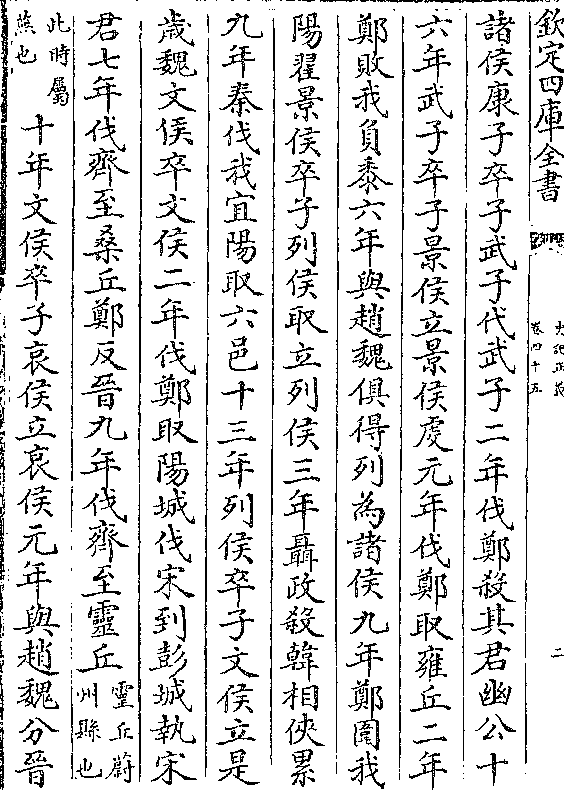 欽定四庫全書
史記正義
卷四十五
二
諸侯康子卒子武子代武子二年伐鄭殺其君幽公十
六年武子卒子景侯立景侯虔元年伐鄭取雍丘二年
鄭敗我負黍六年與趙魏俱得列為諸侯九年鄭圍我
陽翟景侯卒子列侯取立列侯三年聶政殺韓相俠累
九年秦伐我宜陽取六邑十三年列侯卒子文侯立是
歲魏文侯卒文侯二年伐鄭取陽城伐宋到彭城執宋
君七年伐齊至桑丘鄭反晉九年伐齊至靈丘
靈丘蔚
州縣也
此時屬
燕也
十年文侯卒子哀侯立哀侯元年與趙魏分晉